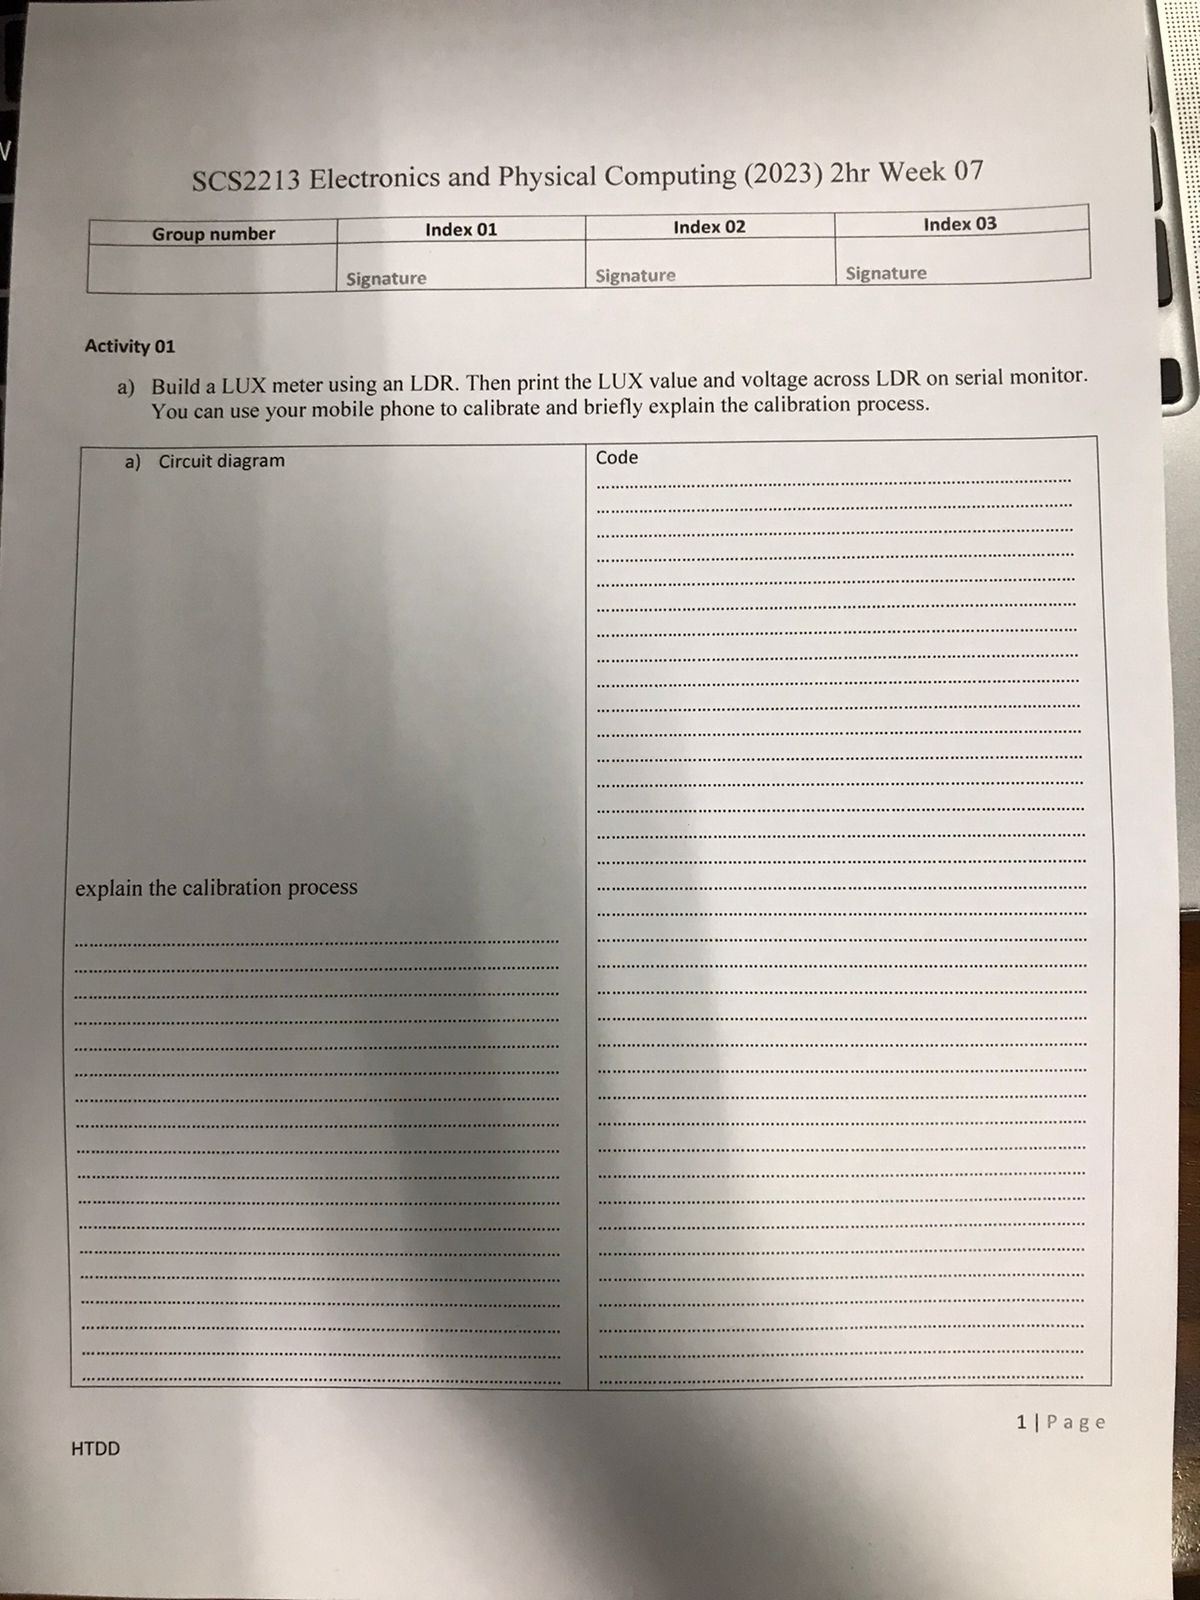 SCS2213 Electronics and Physical Computing (2023) 2hr Week 07
Group number Index 01 Index 02 Index 03
Signature Signature Signature
Activity 01
a) Build a LUX meter using an LDR. Then print the LUX value and voltage across LDR on serial monitor.
You can use your mobile phone to calibrate and briefly explain the calibration process.
a) Circuit diagram
explain the calibration process
Code
1 | Page
HTDD